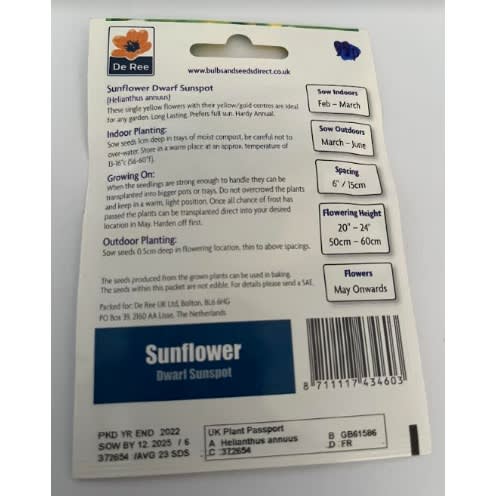 De Ree
www.bulbsandseedsdirect.co.uk
Sunflower Dwarf Sunspot
(Helianthus annuus)
These single yellow flowers with their yellow/gold centres are ideal
for any garden. Long Lasting. Prefers full sun. Hardy Annual.
Indoor Planting:
Sow seeds 1cm deep in trays of moist compost, be careful not to
over-water. Store in a warm place at an approx. temperature of
13-16°c (56-60°F).
Growing On:
When the seedlings are strong enough to handle they can be
transplanted into bigger pots or trays. Do not overcrowd the plants
and keep in a warm, light position. Once all chance of frost has
passed the plants can be transplanted direct into your desired
location in May. Harden off first.
Outdoor Planting:
Sow seeds 0.5cm deep in flowering location, thin to above spacings.
The seeds produced from the grown plants can be used in baking.
The seeds within this packet are not edible. For details please send a SAE.
Packed for: De Ree UK Ltd, Bolton, BL6 6HG
PO Box 39, 2160 AA Lisse, The Netherlands
Sow Indoors
Feb – March
Sow Outdoors
March – June
Spacing
6" / 15cm
Flowering Height
20" – 24"
50cm – 60cm
Flowers
May Onwards
Sunflower
Dwarf Sunspot
8 711117 434603
PKD YR END 2022
SOW BY 12. 2025 / 6
372654 /AVG 23 SDS
UK Plant Passport
A Helianthus annuus B GB61586
C 372654 D FR